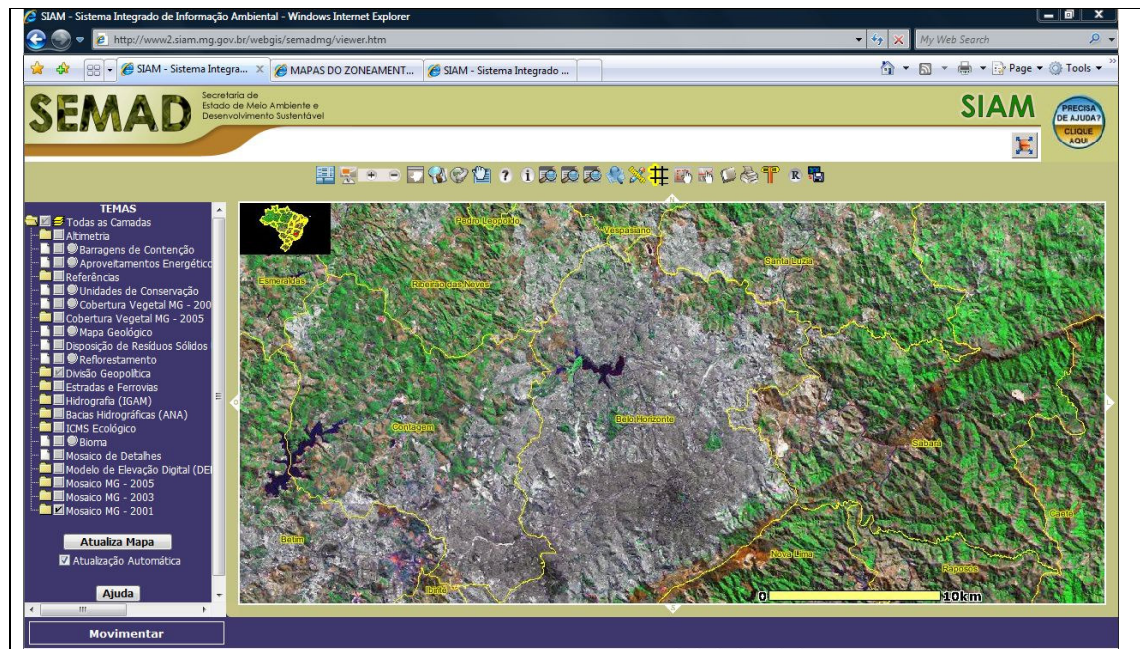 SIAM - Sistema Integrado de Informação Ambiental - Windows Internet Explorer
http://www2.siam.mg.gov.br/webgis/semadmg/viewer.htm
My Web Search
SIAM - Sistema Integra... X
MAPAS DO ZONEAMENT...
SIAM - Sistema Integrado ...
Page
Tools
SEMAD
Secretaria de
Estado de Meio Ambiente e
Desenvolvimento Sustentável
SIAM
PRECISA
DE AJUDA?
CLIQUE
AQUI
R
TEMAS
Todas as Camadas
Altimetria
Barragens de Contenção
Aproveitamentos Energético
Referências
Unidades de Conservação
Cobertura Vegetal MG - 200
Cobertura Vegetal MG - 2005
Mapa Geológico
Disposição de Resíduos Sólidos
Reflorestamento
Divisão Geopolítica
Estradas e Ferrovias
Hidrografia (IGAM)
Bacias Hidrográficas (ANA)
ICMS Ecológico
Bioma
Mosaico de Detalhes
Modelo de Elevação Digital (DEI
Mosaico MG - 2005
Mosaico MG - 2003
Mosaico MG - 2001
Atualiza Mapa
Atualização Automática
Ajuda
Movimentar
Pedro Leopoldo
Vespasiano
Santa Luzia
Esmeraldas
Ribeirão das Neves
Belo Horizonte
Contagem
Sabará
Caeté
Betim
Nova Lima
Raposos
Ibirité
0
10km